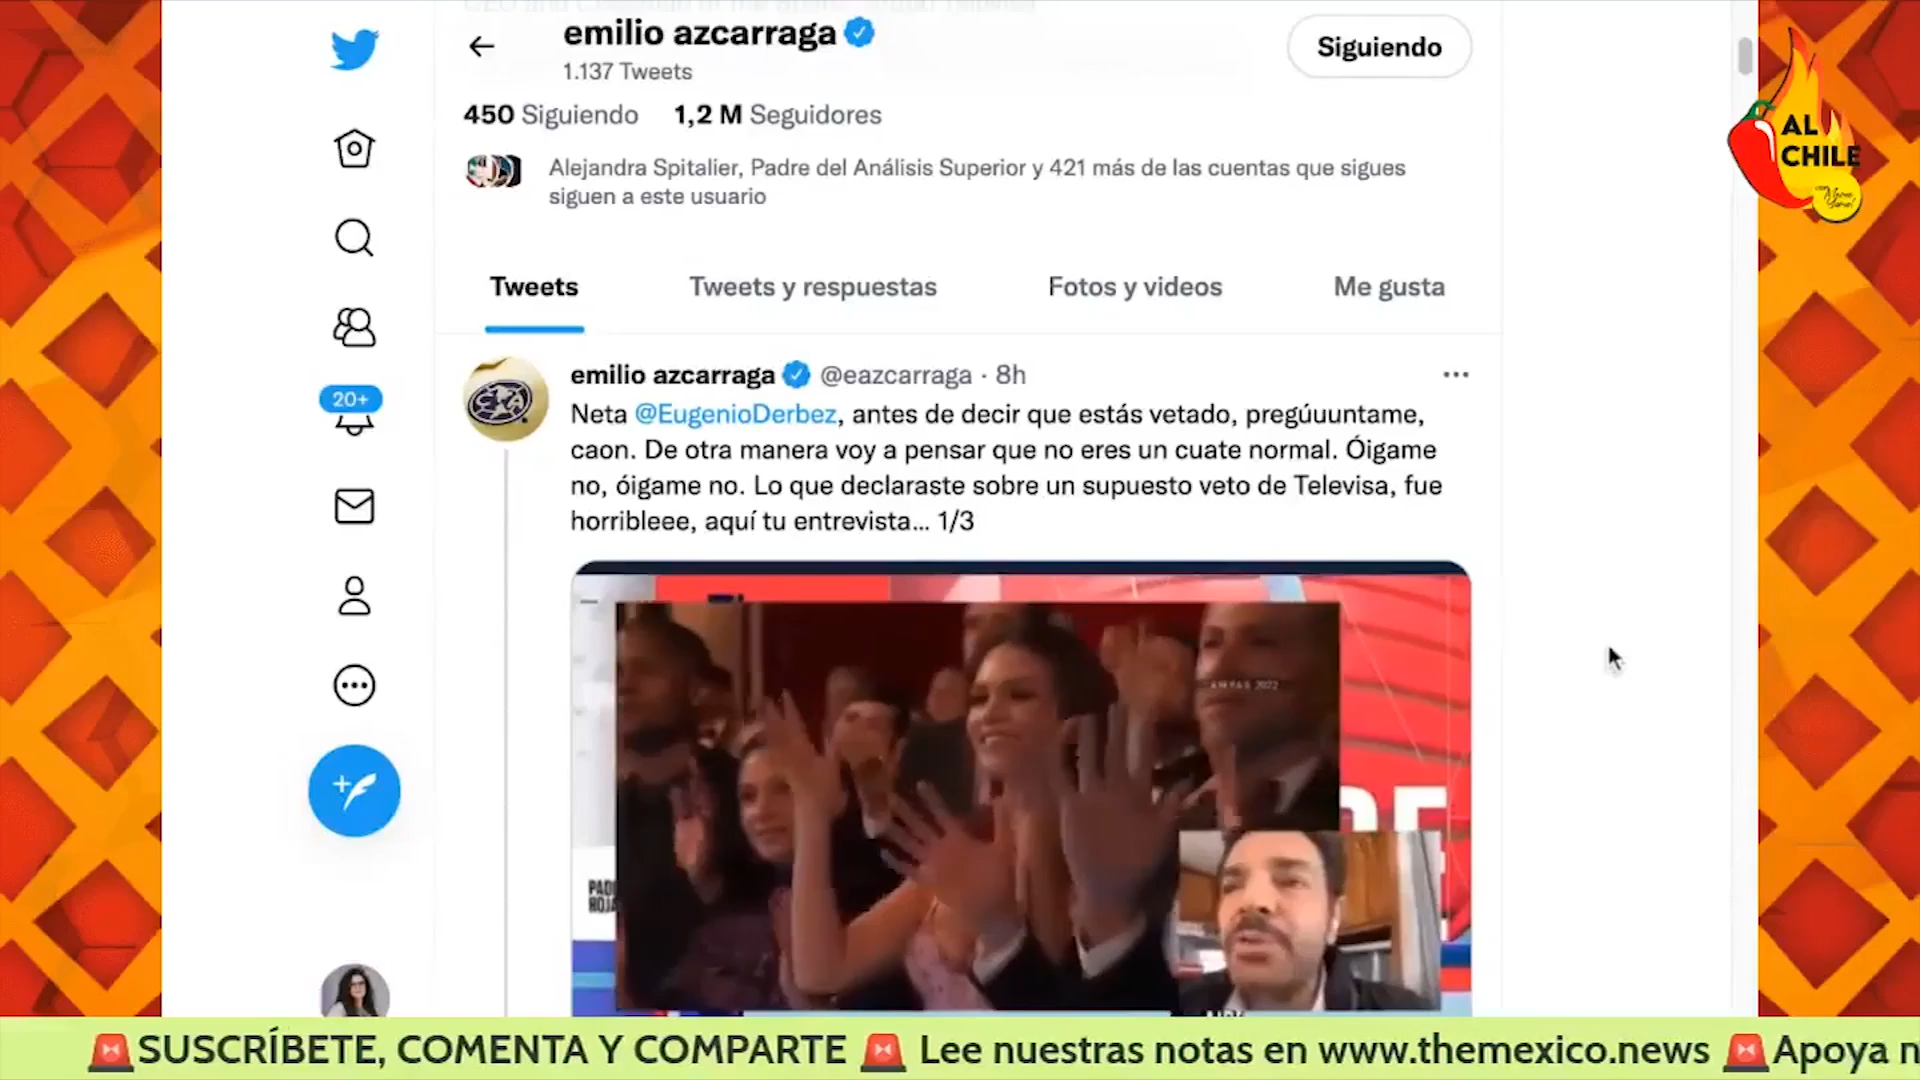 emilio azcarraga
1.137 Tweets
Siguiendo
450 Siguiendo 1,2 M Seguidores
Alejandra Spitalier, Padre del Análisis Superior y 421 más de las cuentas que sigues
siguen a este usuario
AL
CHILE
Tweets Tweets y respuestas Fotos y videos Me gusta
emilio azcarraga @eazcarraga · 8h
20+
Neta @EugenioDerbez, antes de decir que estás vetado, pregúuuntame,
caon. De otra manera voy a pensar que no eres un cuate normal. Óigame
no, óigame no. Lo que declaraste sobre un supuesto veto de Televisa, fue
horribleee, aquí tu entrevista... 1/3
AMPAS 2022
SUSCRÍBETE, COMENTA Y COMPARTE Lee nuestras notas en www.themexico.news Apoya n